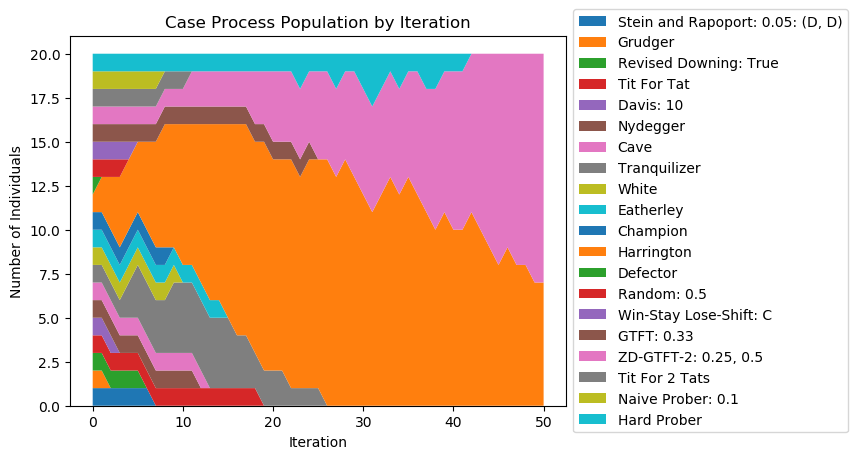 Case Process Population by Iteration
Number of Individuals
20.0
17.5
15.0
12.5
10.0
7.5
5.0
2.5
0.0
0
10
20
30
40
50
Iteration
Stein and Rapoport: 0.05: (D, D)
Grudger
Revised Downing: True
Tit For Tat
Davis: 10
Nydegger
Cave
Tranquilizer
White
Eatherley
Champion
Harrington
Defector
Random: 0.5
Win-Stay Lose-Shift: C
GTFT: 0.33
ZD-GTFT-2: 0.25, 0.5
Tit For 2 Tats
Naive Prober: 0.1
Hard Prober